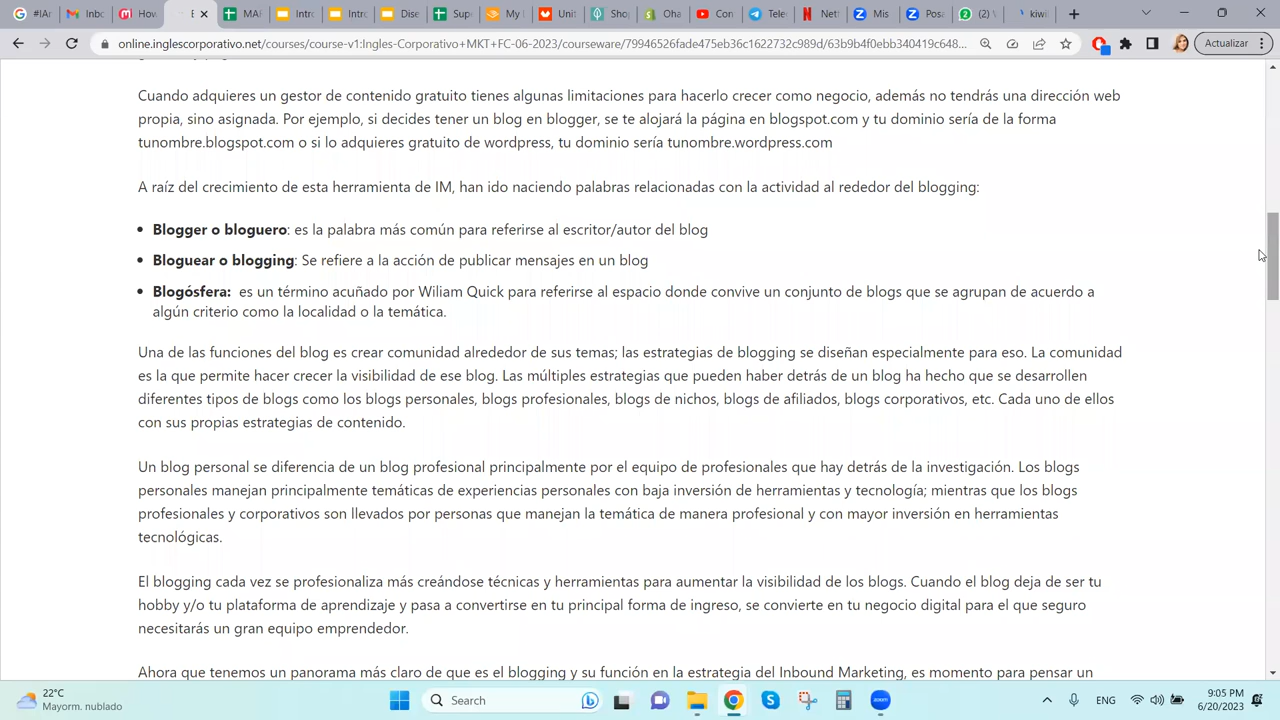 #IAr
Inbo
How
E
MAI
Intro
Intro
Dise
Supe
My l
Unit
Shop
Oha
Con
Tele
Neti
Mis
Posa
(2) \
kiwil
online.inglescorporativo.net/courses/course-v1:Ingles-Corporativo+MKT+FC-06-2023/courseware/79946526fade475eb36c1622732c989d/63b9b4f0ebb340419c648...
Actualizar
Cuando adquieres un gestor de contenido gratuito tienes algunas limitaciones para hacerlo crecer como negocio, además no tendrás una dirección web
propia, sino asignada. Por ejemplo, si decides tener un blog en blogger, se te alojará la página en blogspot.com y tu dominio sería de la forma
tunombre.blogspot.com o si lo adquieres gratuito de wordpress, tu dominio sería tunombre.wordpress.com
A raíz del crecimiento de esta herramienta de IM, han ido naciendo palabras relacionadas con la actividad al rededor del blogging:
• Blogger o bloguero: es la palabra más común para referirse al escritor/autor del blog
• Bloguear o blogging: Se refiere a la acción de publicar mensajes en un blog
• Blogósfera: es un término acuñado por Wiliam Quick para referirse al espacio donde convive un conjunto de blogs que se agrupan de acuerdo a
algún criterio como la localidad o la temática.
Una de las funciones del blog es crear comunidad alrededor de sus temas; las estrategias de blogging se diseñan especialmente para eso. La comunidad
es la que permite hacer crecer la visibilidad de ese blog. Las múltiples estrategias que pueden haber detrás de un blog ha hecho que se desarrollen
diferentes tipos de blogs como los blogs personales, blogs profesionales, blogs de nichos, blogs de afiliados, blogs corporativos, etc. Cada uno de ellos
con sus propias estrategias de contenido.
Un blog personal se diferencia de un blog profesional principalmente por el equipo de profesionales que hay detrás de la investigación. Los blogs
personales manejan principalmente temáticas de experiencias personales con baja inversión de herramientas y tecnología; mientras que los blogs
profesionales y corporativos son llevados por personas que manejan la temática de manera profesional y con mayor inversión en herramientas
tecnológicas.
El blogging cada vez se profesionaliza más creándose técnicas y herramientas para aumentar la visibilidad de los blogs. Cuando el blog deja de ser tu
hobby y/o tu plataforma de aprendizaje y pasa a convertirse en tu principal forma de ingreso, se convierte en tu negocio digital para el que seguro
necesitarás un gran equipo emprendedor.
Ahora que tenemos un panorama más claro de que es el blogging y su función en la estrategia del Inbound Marketing, es momento para pensar un
22°C
Mayorm. nublado
Search
ENG
9:05 PM
6/20/2023